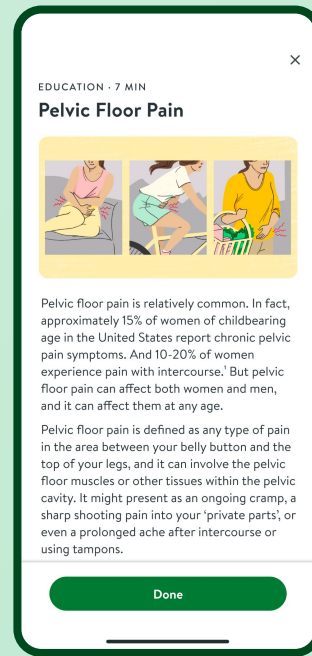 EDUCATION · 7 MIN
Pelvic Floor Pain
Pelvic floor pain is relatively common. In fact,
approximately 15% of women of childbearing
age in the United States report chronic pelvic
pain symptoms. And 10-20% of women
experience pain with intercourse.¹ But pelvic
floor pain can affect both women and men,
and it can affect them at any age.
Pelvic floor pain is defined as any type of pain
in the area between your belly button and the
top of your legs, and it can involve the pelvic
floor muscles or other tissues within the pelvic
cavity. It might present as an ongoing cramp, a
sharp shooting pain into your ‘private parts’, or
even a prolonged ache after intercourse or
using tampons.
Done